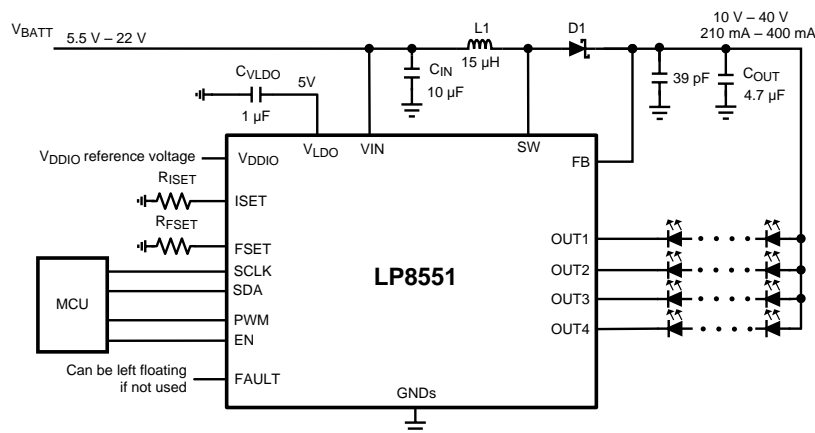 VBATT
5.5 V – 22 V
L1
15 µH
D1
10 V – 40 V
210 mA – 400 mA
CIN
10 µF
39 pF
COUT
4.7 µF
CVLDO
1 µF
5V
VDDIO reference voltage
VDDIO
VLDO
VIN
SW
FB
RISET
ISET
RFSET
FSET
MCU
SCLK
SDA
PWM
EN
Can be left floating
if not used
FAULT
LP8551
OUT1
OUT2
OUT3
OUT4
GNDs